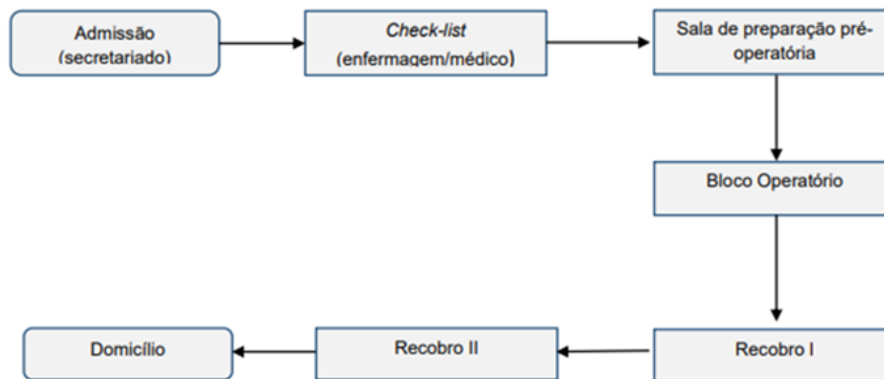 Admissão
(secretariado)
Check-list
(enfermagem/médico)
Sala de preparação pré-
operatória
Bloco Operatório
Recobro I
Recobro II
Domicílio